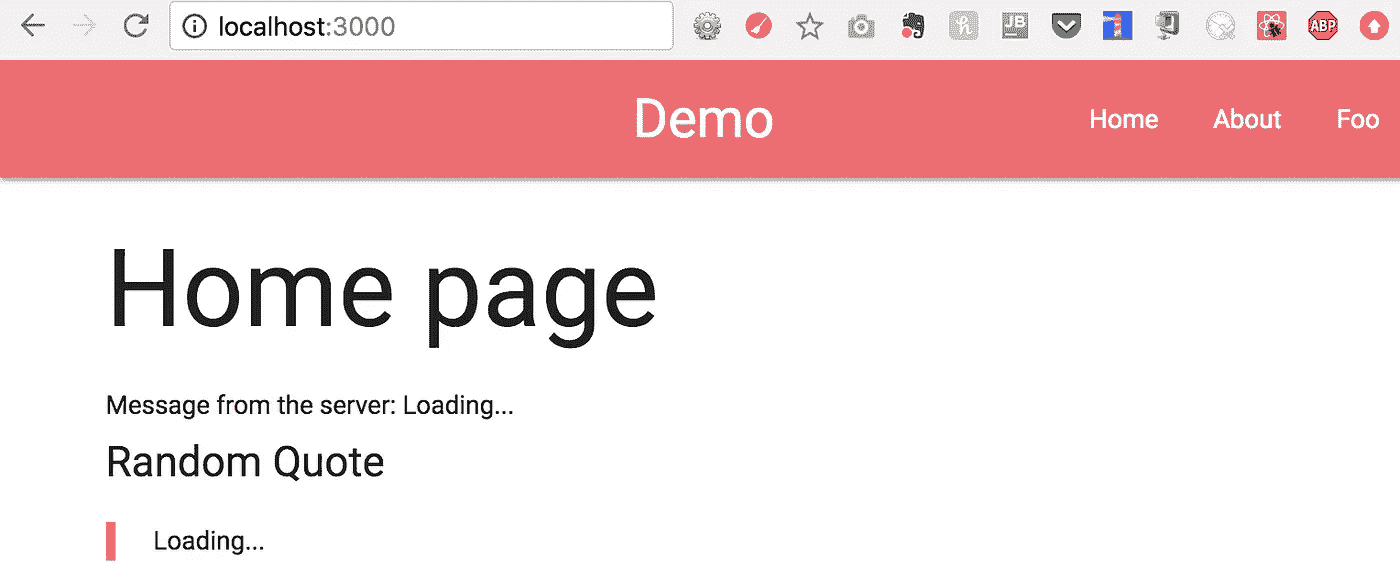 localhost:3000
JB
ABP
Demo
Home About Foo
Home page
Message from the server: Loading...
Random Quote
Loading...